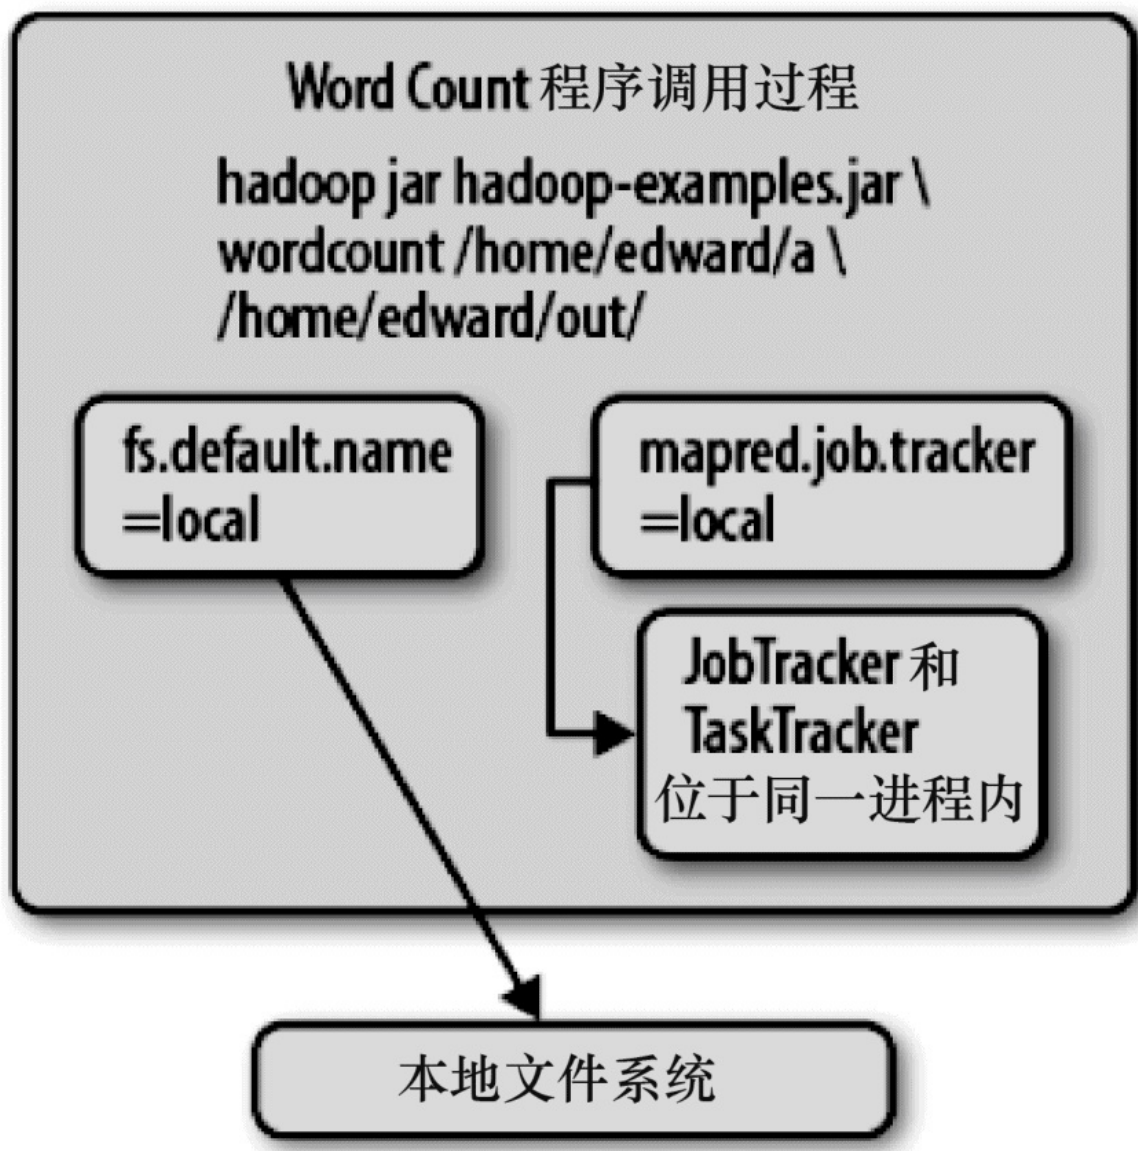 Word Count 程序调用过程
hadoop jar hadoop-examples.jar \
wordcount /home/edward/a \
/home/edward/out/
fs.default.name
=local
mapred.job.tracker
=local
JobTracker 和
TaskTracker
位于同一进程内
本地文件系统